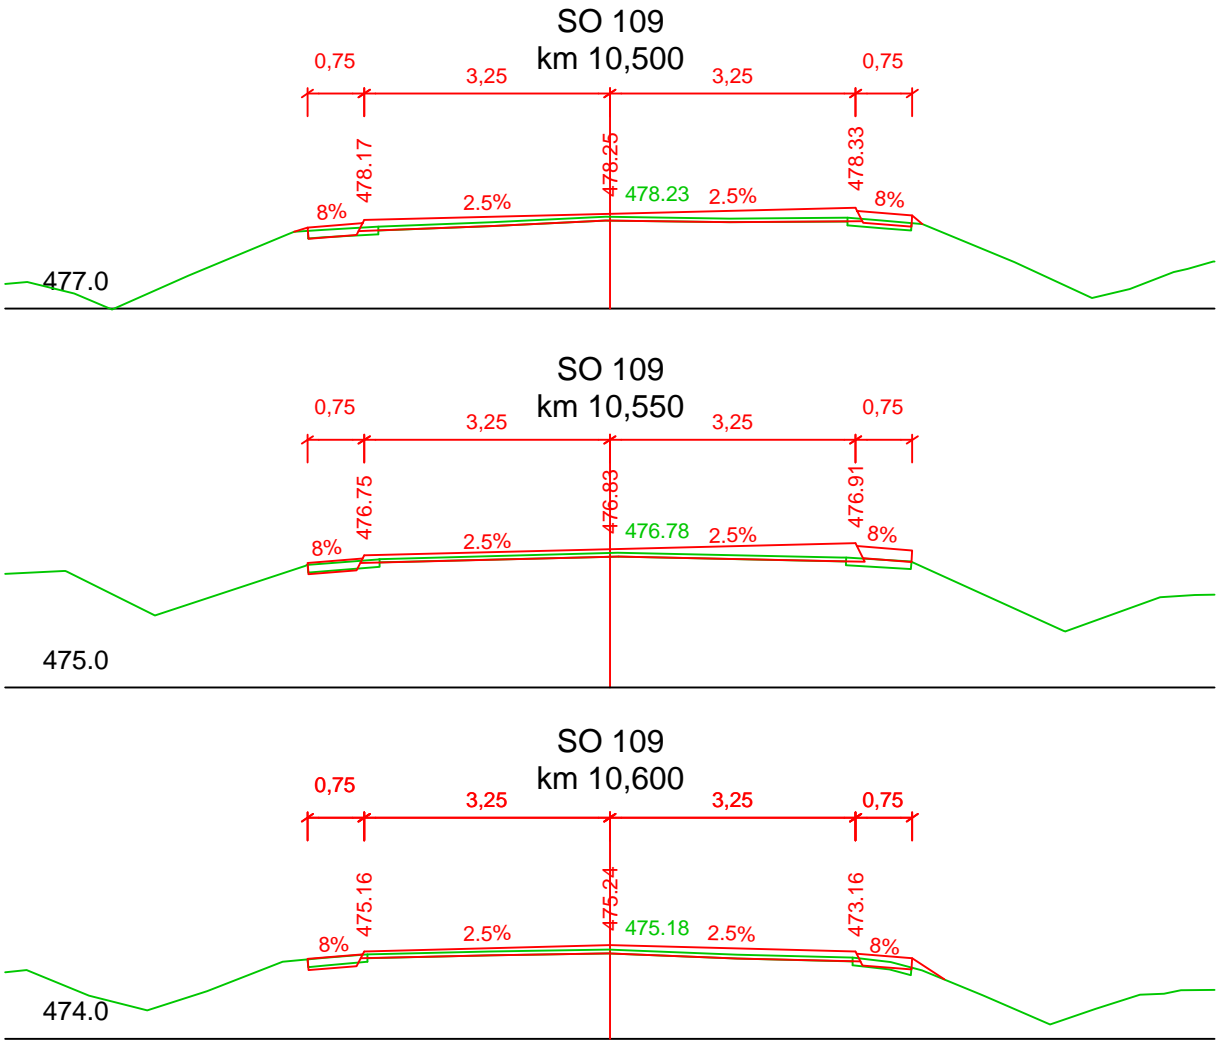 SO 109
km 10,500
0,75 3,25 3,25 0,75
478.17 478.25 478.33
478.23
8% 2.5% 2.5% 8%
477.0
SO 109
km 10,550
0,75 3,25 3,25 0,75
476.75 476.83 476.91
476.78
8% 2.5% 2.5% 8%
475.0
SO 109
km 10,600
0,75 3,25 3,25 0,75
475.16 475.24 473.16
475.18
8% 2.5% 2.5% 8%
474.0